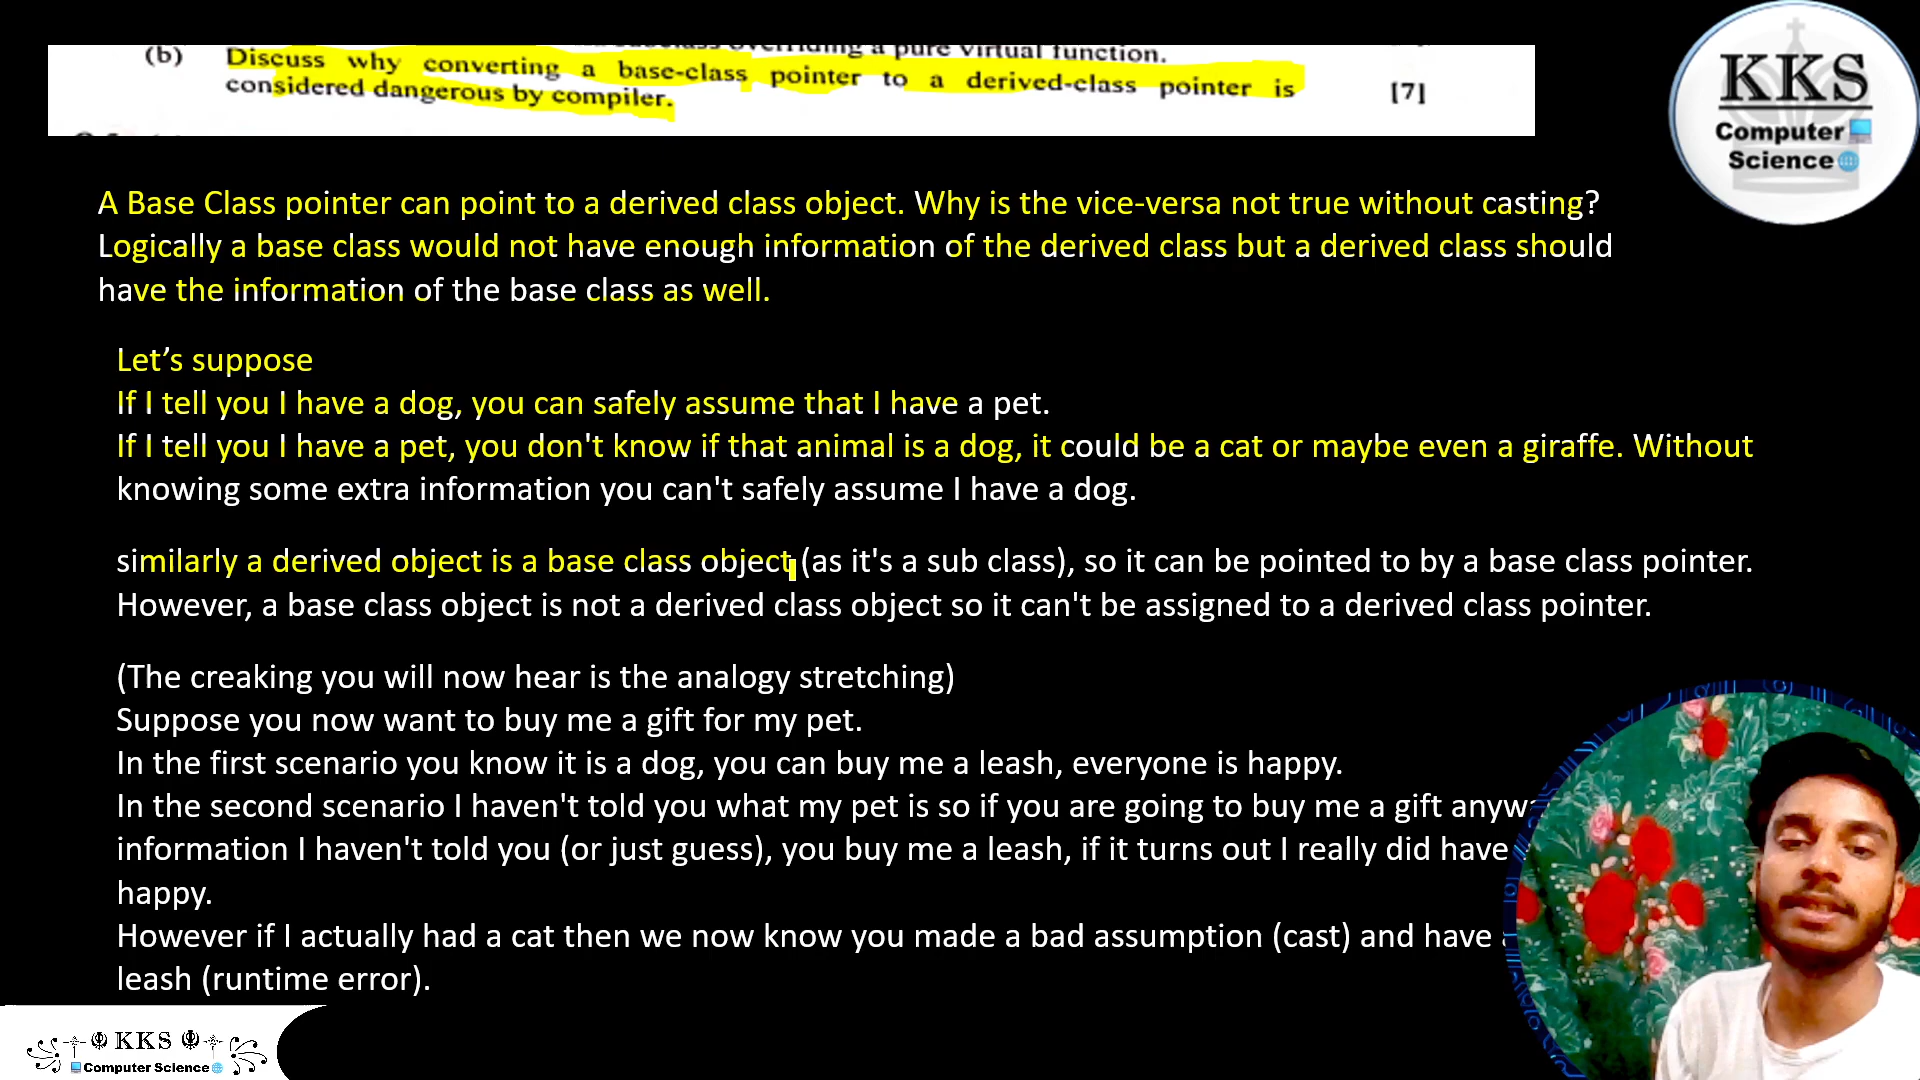 overriding a pure virtual function.
(b) Discuss why converting a base-class pointer to a derived-class pointer is
considered dangerous by compiler. [7]
KKS
Computer
Science
A Base Class pointer can point to a derived class object. Why is the vice-versa not true without casting?
Logically a base class would not have enough information of the derived class but a derived class should
have the information of the base class as well.
Let’s suppose
If I tell you I have a dog, you can safely assume that I have a pet.
If I tell you I have a pet, you don't know if that animal is a dog, it could be a cat or maybe even a giraffe. Without
knowing some extra information you can't safely assume I have a dog.
similarly a derived object is a base class object (as it's a sub class), so it can be pointed to by a base class pointer.
However, a base class object is not a derived class object so it can't be assigned to a derived class pointer.
(The creaking you will now hear is the analogy stretching)
Suppose you now want to buy me a gift for my pet.
In the first scenario you know it is a dog, you can buy me a leash, everyone is happy.
In the second scenario I haven't told you what my pet is so if you are going to buy me a gift
information I haven't told you (or just guess), you buy me a leash, if it turns out I really did have
happy.
However if I actually had a cat then we now know you made a bad assumption (cast) and have
leash (runtime error).
KKS
Computer Science